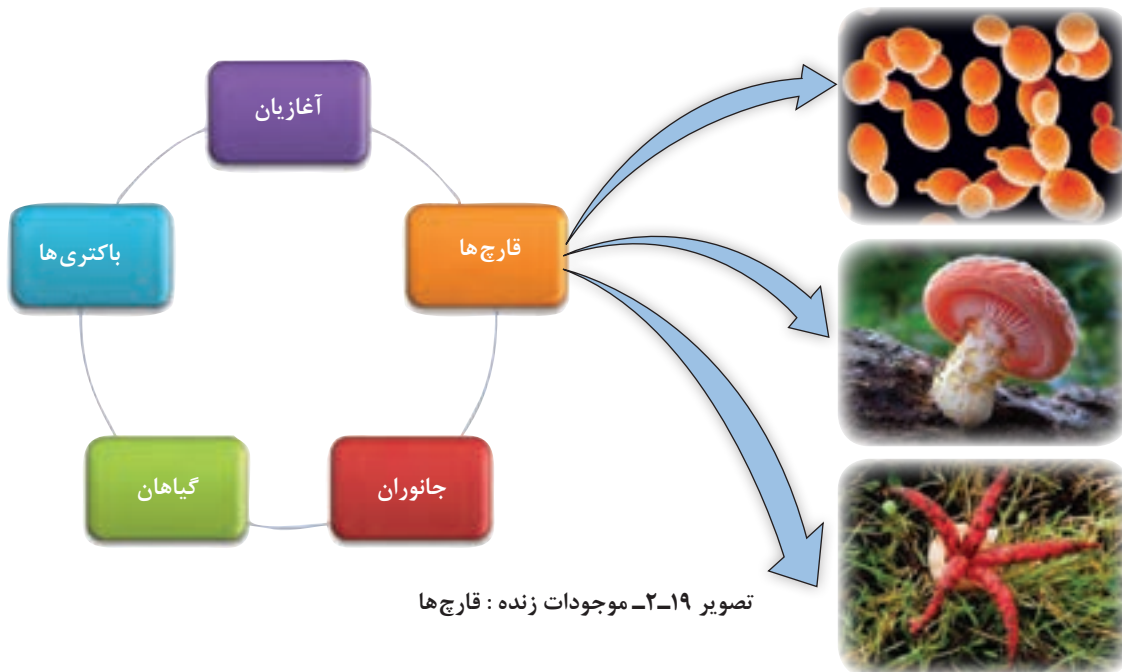 آغازیان
قارچ‌ها
باکتری‌ها
جانوران
گیاهان
تصویر ۱۹ـ۲ـ موجودات زنده : قارچ‌ها